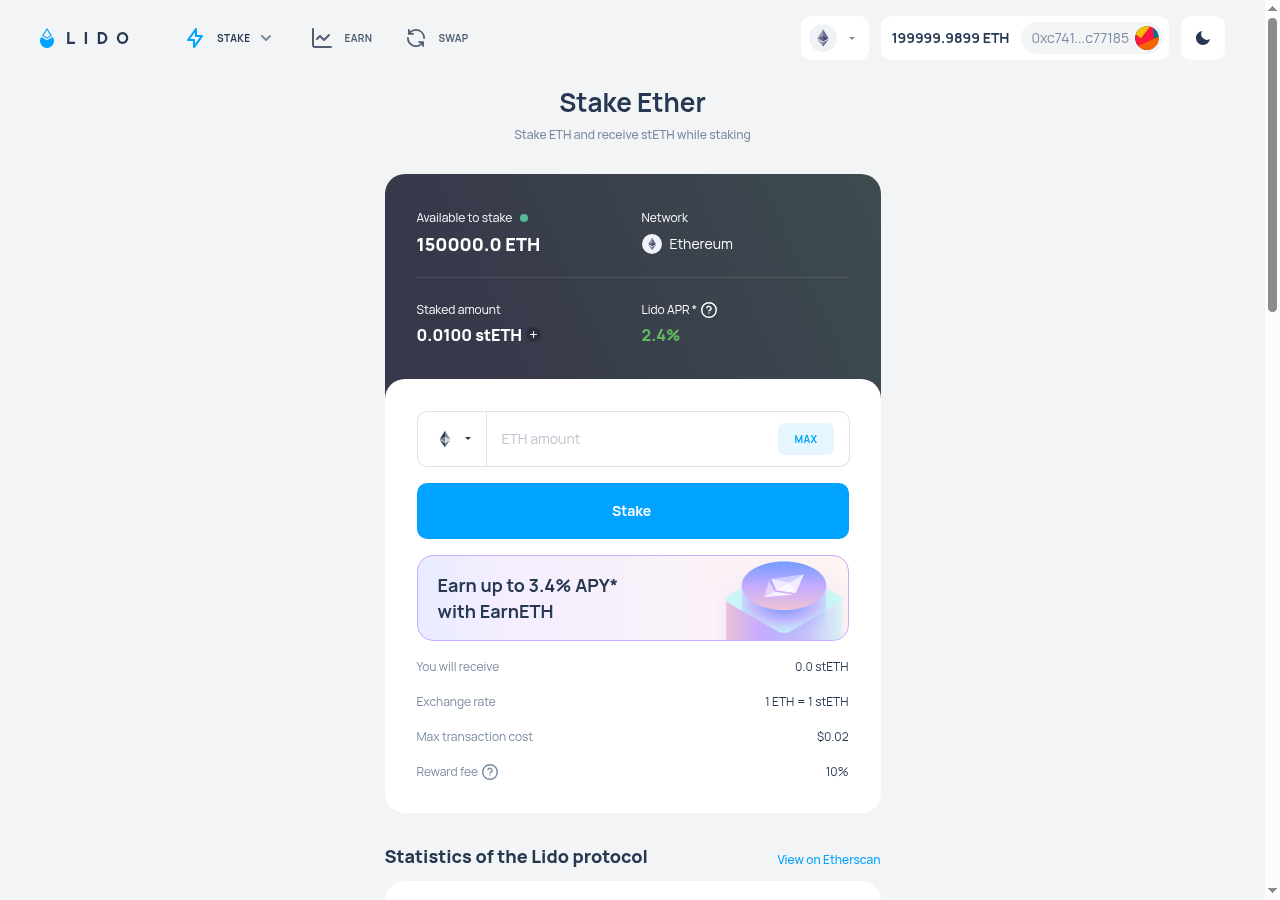 LIDO
STAKE
EARN
SWAP
199999.9899 ETH
0xc741...c77185
Stake Ether
Stake ETH and receive stETH while staking
Available to stake
Network
150000.0 ETH
Ethereum
Staked amount
Lido APR *
0.0100 stETH +
2.4%
ETH amount
MAX
Stake
Earn up to 3.4% APY*
with EarnETH
You will receive
0.0 stETH
Exchange rate
1 ETH = 1 stETH
Max transaction cost
$0.02
Reward fee
10%
Statistics of the Lido protocol
View on Etherscan